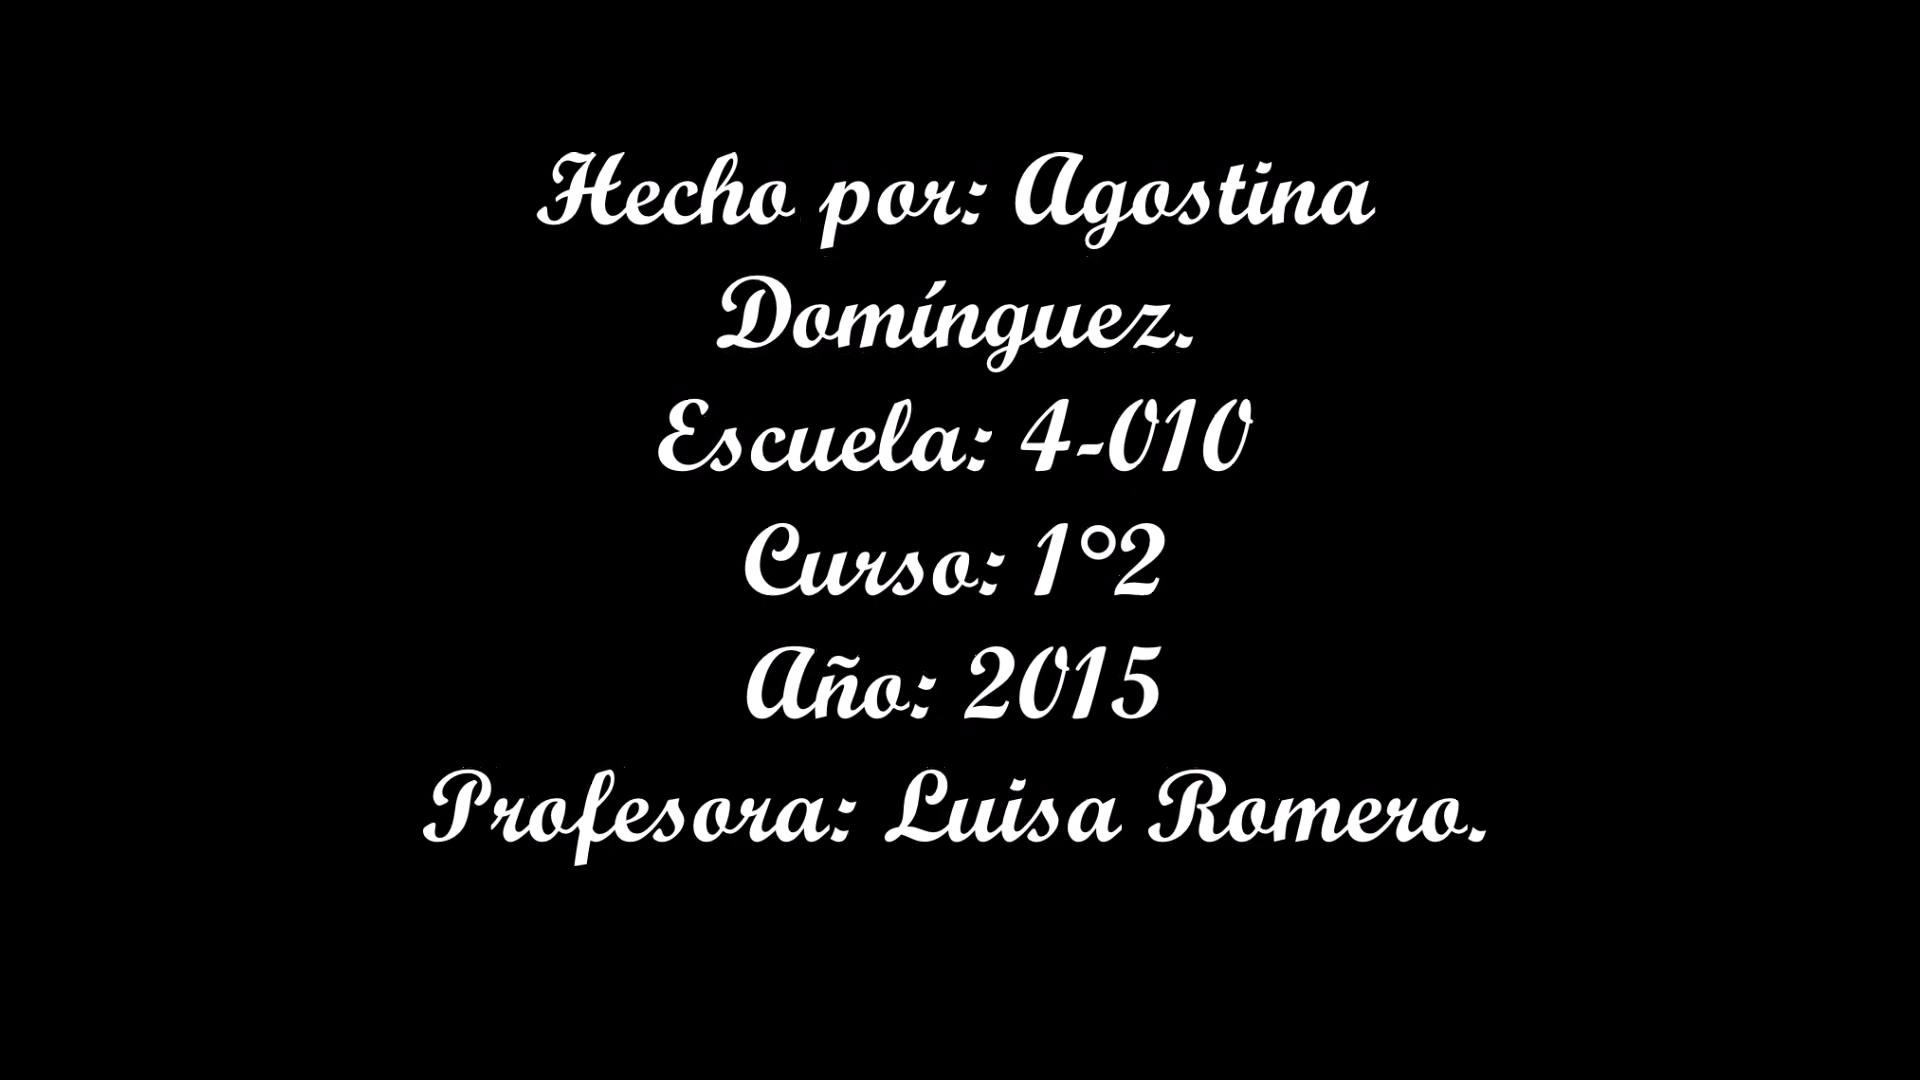 Hecho por: Agostina
Domínguez.
Escuela: 4-010
Curso: 1°2
Año: 2015
Profesora: Luisa Romero.